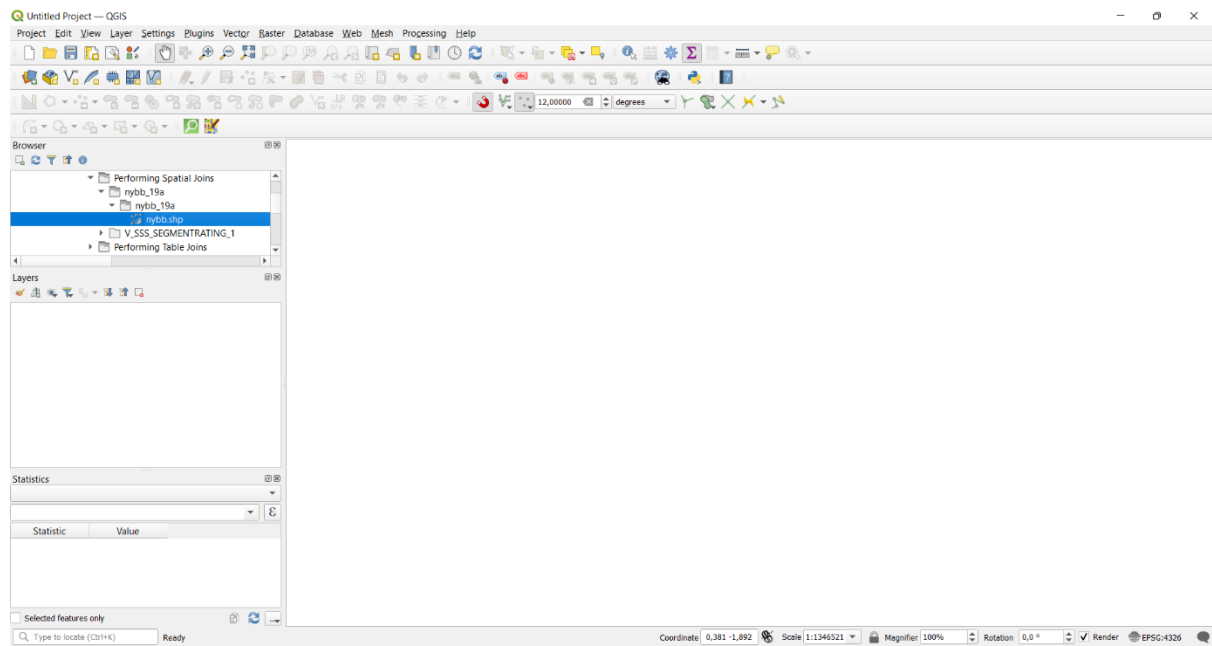 Untitled Project — QGIS
Project Edit View Layer Settings Plugins Vector Raster Database Web Mesh Processing Help
12,00000 degrees
Browser
Performing Spatial Joins
nybb_19a
nybb_19a
nybb.shp
V_SSS_SEGMENTRATING_1
Performing Table Joins
Layers
Statistics
ε
Statistic Value
Selected features only
Type to locate (Ctrl+K) Ready Coordinate 0,381 -1,892 Scale 1:1346521 Magnifier 100% Rotation 0,0 ° Render EPSG:4326